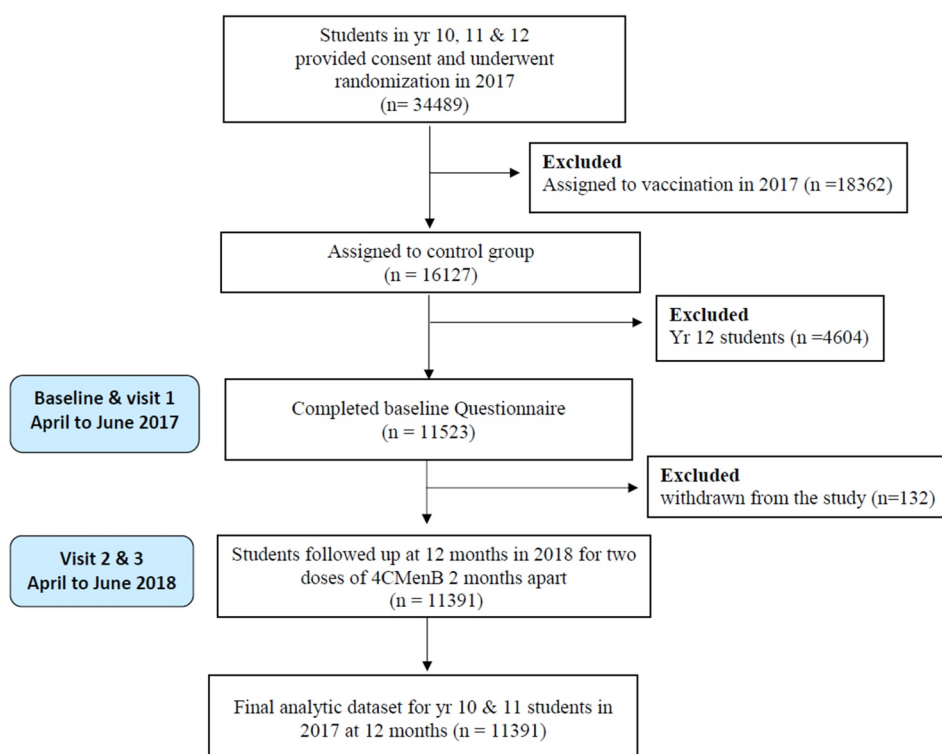 Students in yr 10, 11 & 12
provided consent and underwent
randomization in 2017
(n= 34489)
Excluded
Assigned to vaccination in 2017 (n =18362)
Assigned to control group
(n = 16127)
Excluded
Yr 12 students (n =4604)
Baseline & visit 1
April to June 2017
Completed baseline Questionnaire
(n = 11523)
Excluded
withdrawn from the study (n=132)
Visit 2 & 3
April to June 2018
Students followed up at 12 months in 2018 for two
doses of 4CMenB 2 months apart
(n = 11391)
Final analytic dataset for yr 10 & 11 students in
2017 at 12 months (n = 11391)